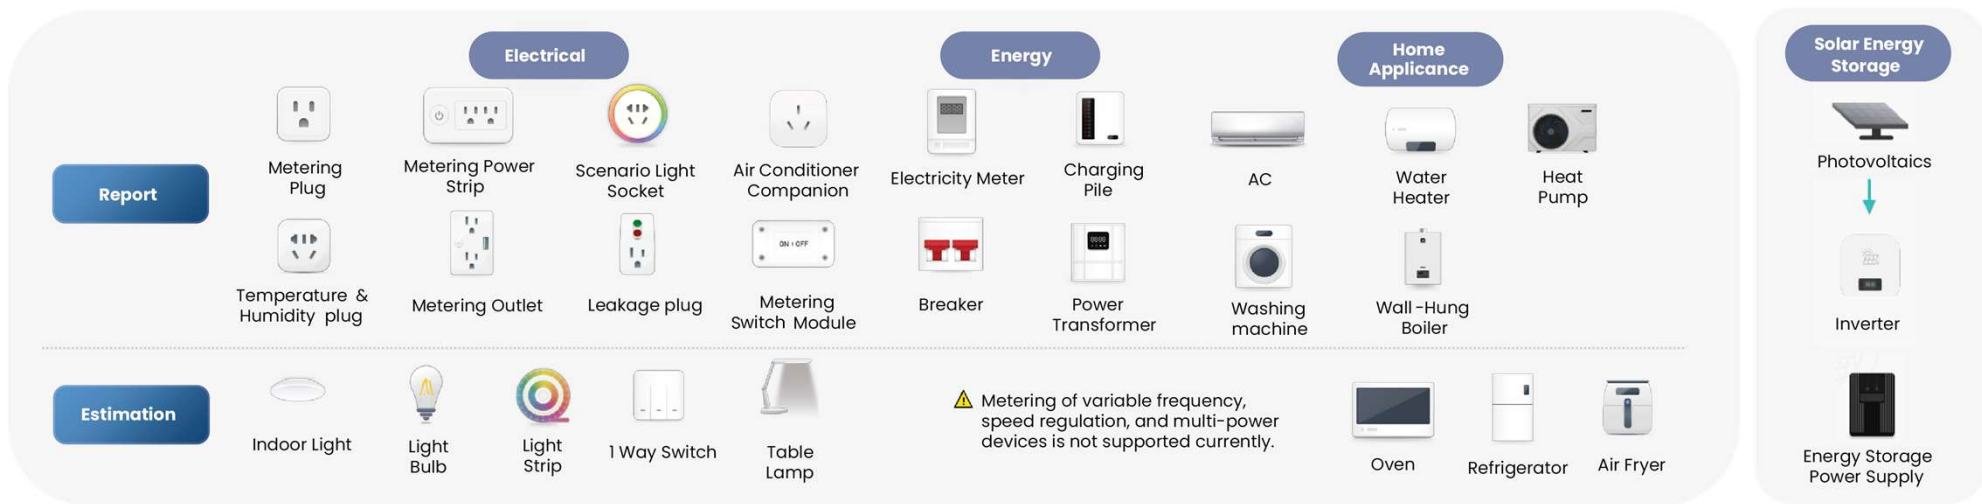 Electrical
Energy
Home
Applicance
Solar Energy
Storage
Report
Metering
Plug
Metering Power
Strip
Scenario Light
Socket
Air Conditioner
Companion
Electricity Meter
Charging
Pile
AC
Water
Heater
Heat
Pump
Photovoltaics
ON OFF
Temperature &
Humidity plug
Metering Outlet
Leakage plug
Metering
Switch Module
Breaker
Power
Transformer
Washing
machine
Wall-Hung
Boiler
Inverter
Estimation
Indoor Light
Light
Bulb
Light
Strip
1 Way Switch
Table
Lamp
Metering of variable frequency,
speed regulation, and multi-power
devices is not supported currently.
Oven
Refrigerator
Air Fryer
Energy Storage
Power Supply